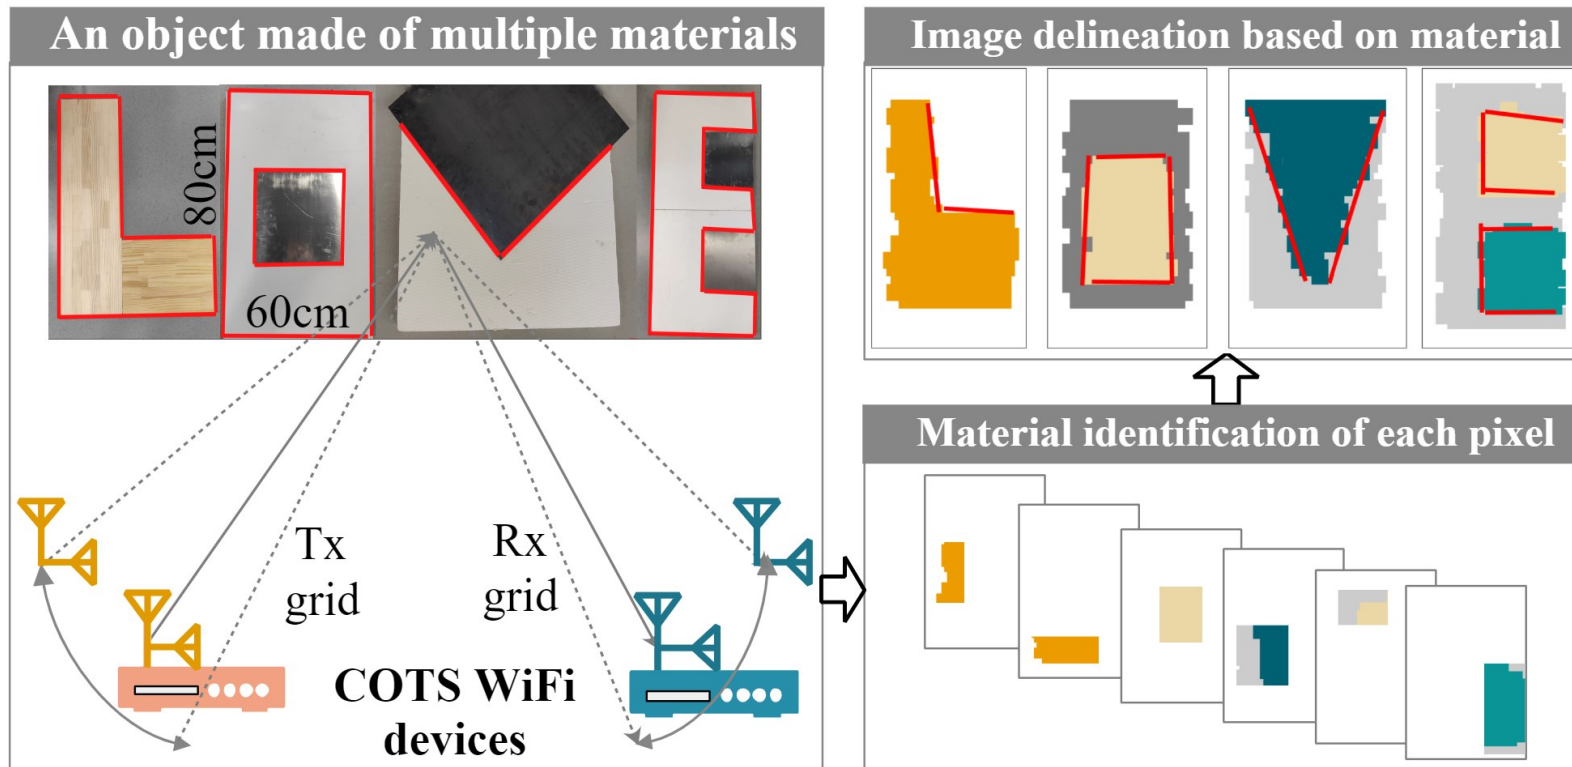 An object made of multiple materials
80cm
60cm
Tx
grid
Rx
grid
COTS WiFi
devices
Image delineation based on material
Material identification of each pixel